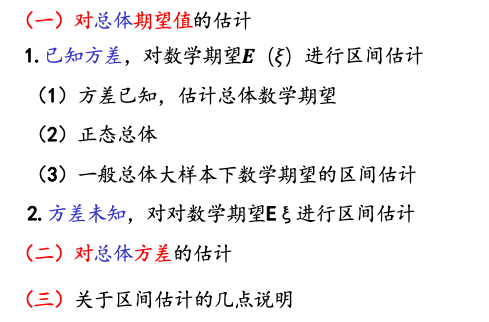 （一）对总体期望值的估计
1. 已知方差，对数学期望E（ξ）进行区间估计
（1）方差已知，估计总体数学期望
（2）正态总体
（3）一般总体大样本下数学期望的区间估计
2. 方差未知，对对数学期望Eξ进行区间估计
（二）对总体方差的估计
（三）关于区间估计的几点说明